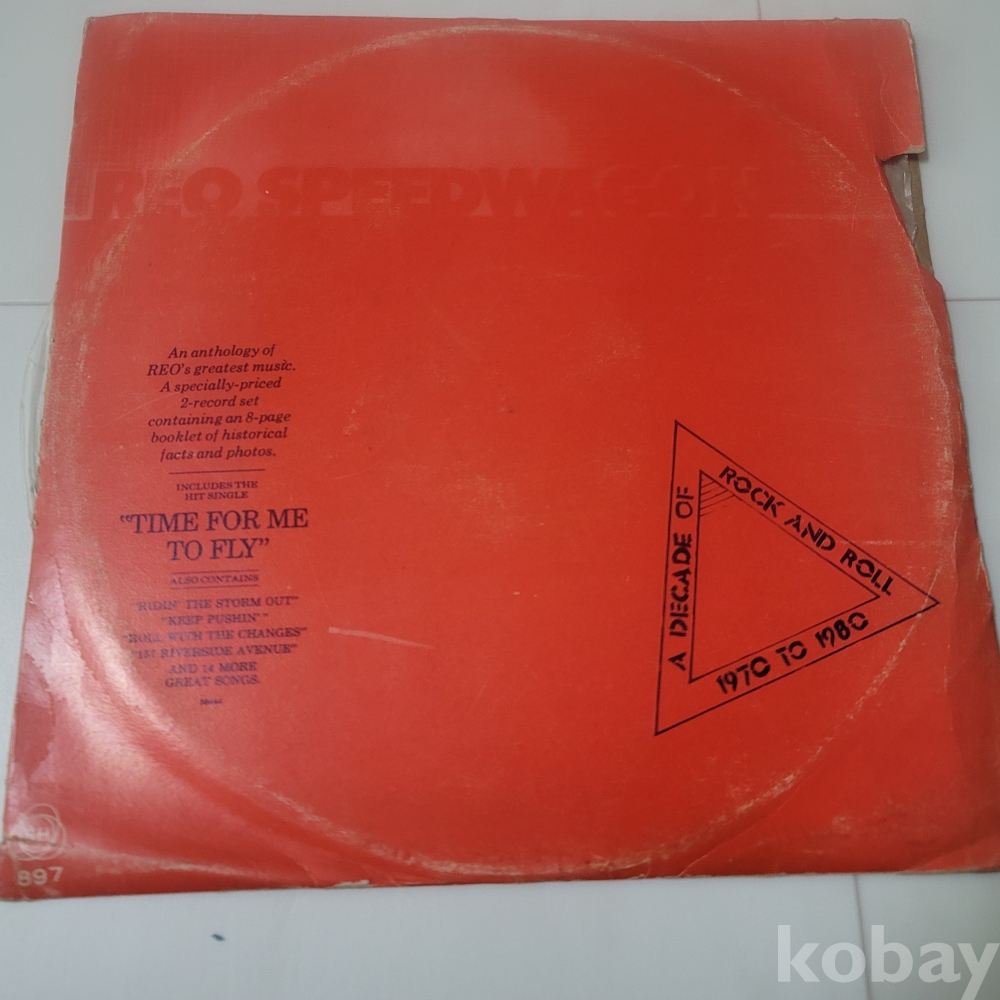 REO SPEEDWAGON
An anthology of
REO's greatest music.
A specially-priced
2-record set
containing an 8-page
booklet of historical
facts and photos.
INCLUDES THE
HIT SINGLE
"TIME FOR ME
TO FLY"
ALSO CONTAINS
"RIDIN' THE STORM OUT"
"KEEP PUSHIN'"
"ROLL WITH THE CHANGES"
"157 RIVERSIDE AVENUE"
AND 14 MORE
GREAT SONGS.
A DECADE OF
ROCK AND ROLL
1970 TO 1980
897
kobay